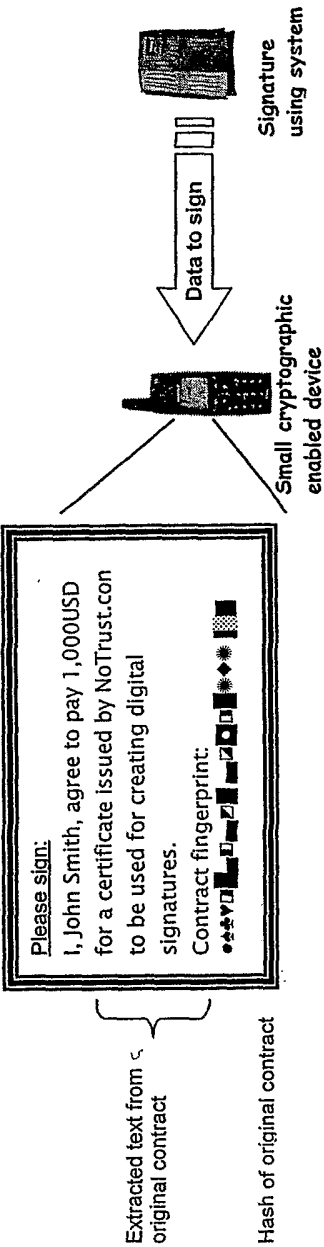 Please sign:
I, John Smith, agree to pay 1,000USD
for a certificate issued by NoTrust.con
to be used for creating digital
signatures.
Contract fingerprint:
Extracted text from
original contract
Hash of original contract
Small cryptographic
enabled device
Data to sign
Signature
using system